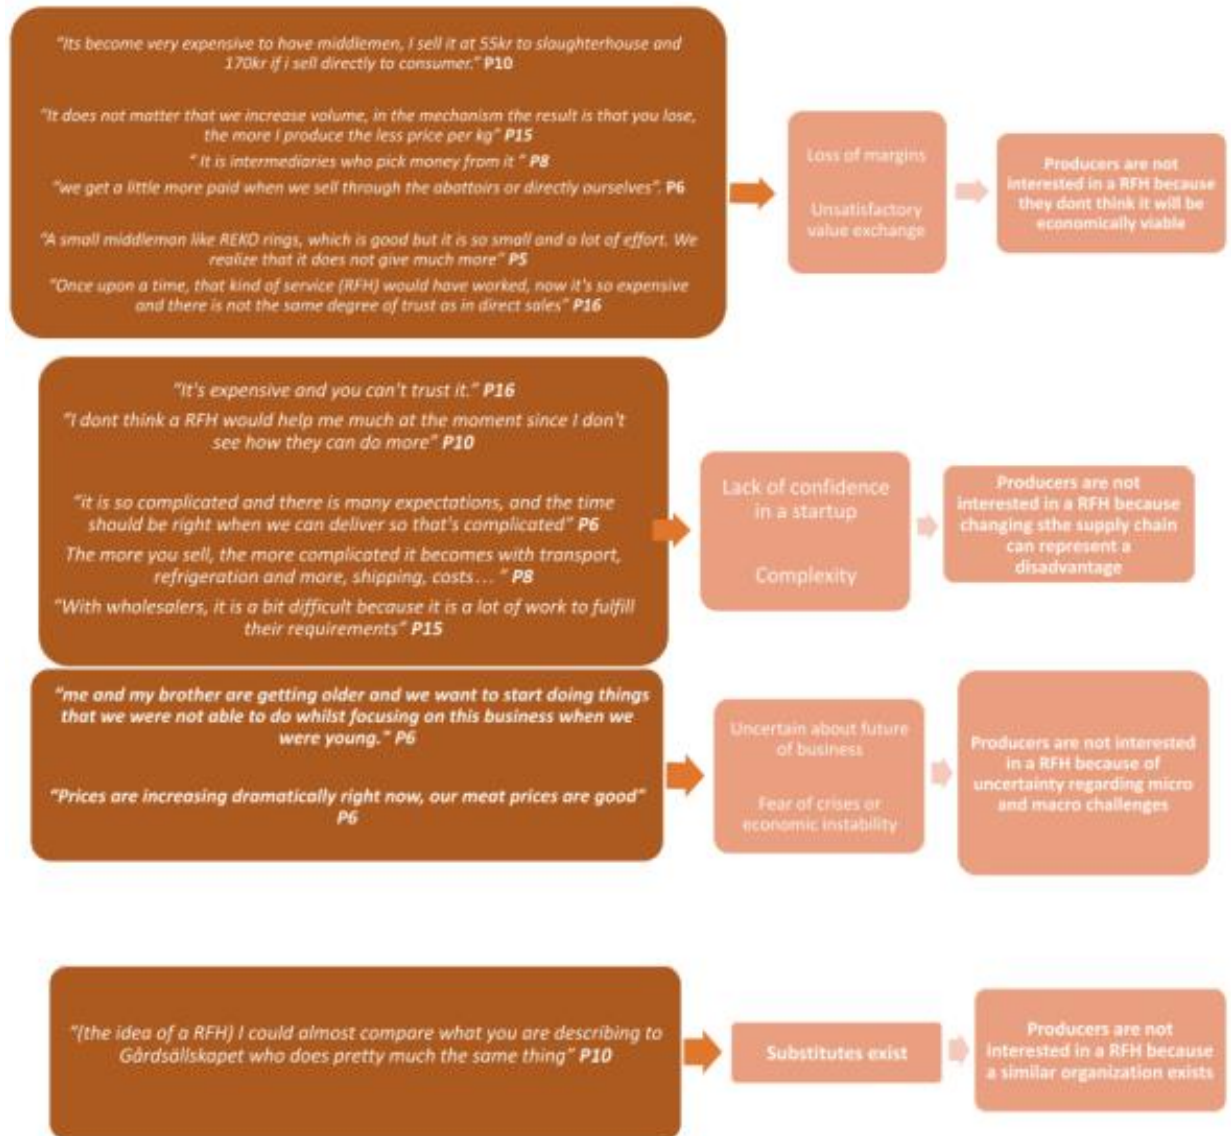 "Its become very expensive to have middlemen, I sell it at 55kr to slaughterhouse and
170kr if i sell directly to consumer." P10
"It does not matter that we increase volume, in the mechanism the result is that you lose,
the more I produce the less price per kg" P15
" It is intermediaries who pick money from it " P8
"we get a little more paid when we sell through the abattoirs or directly ourselves". P6
"A small middleman like REKO rings, which is good but it is so small and a lot of effort. We
realize that it does not give much more" P5
"Once upon a time, that kind of service (RFH) would have worked, now it's so expensive
and there is not the same degree of trust as in direct sales" P16
Loss of margins
Unsatisfactory
value exchange
Producers are not
interested in a RFH because
they dont think it will be
economically viable
"It's expensive and you can't trust it." P16
"I dont think a RFH would help me much at the moment since I don't
see how they can do more" P10
"it is so complicated and there is many expectations, and the time
should be right when we can deliver so that's complicated" P6
The more you sell, the more complicated it becomes with transport,
refrigeration and more, shipping, costs... " P8
"With wholesalers, it is a bit difficult because it is a lot of work to fulfill
their requirements" P15
Lack of confidence
in a startup
Complexity
Producers are not
interested in a RFH because
changing sthe supply chain
can represent a
disadvantage
"me and my brother are getting older and we want to start doing things
that we were not able to do whilst focusing on this business when we
were young." P6
"Prices are increasing dramatically right now, our meat prices are good"
P6
Uncertain about future
of business
Fear of crises or
economic instability
Producers are not interested
in a RFH because of
uncertainty regarding micro
and macro challenges
"(the idea of a RFH) I could almost compare what you are describing to
Gårdsällskapet who does pretty much the same thing" P10
Substitutes exist
Producers are not
interested in a RFH because
a similar organization exists